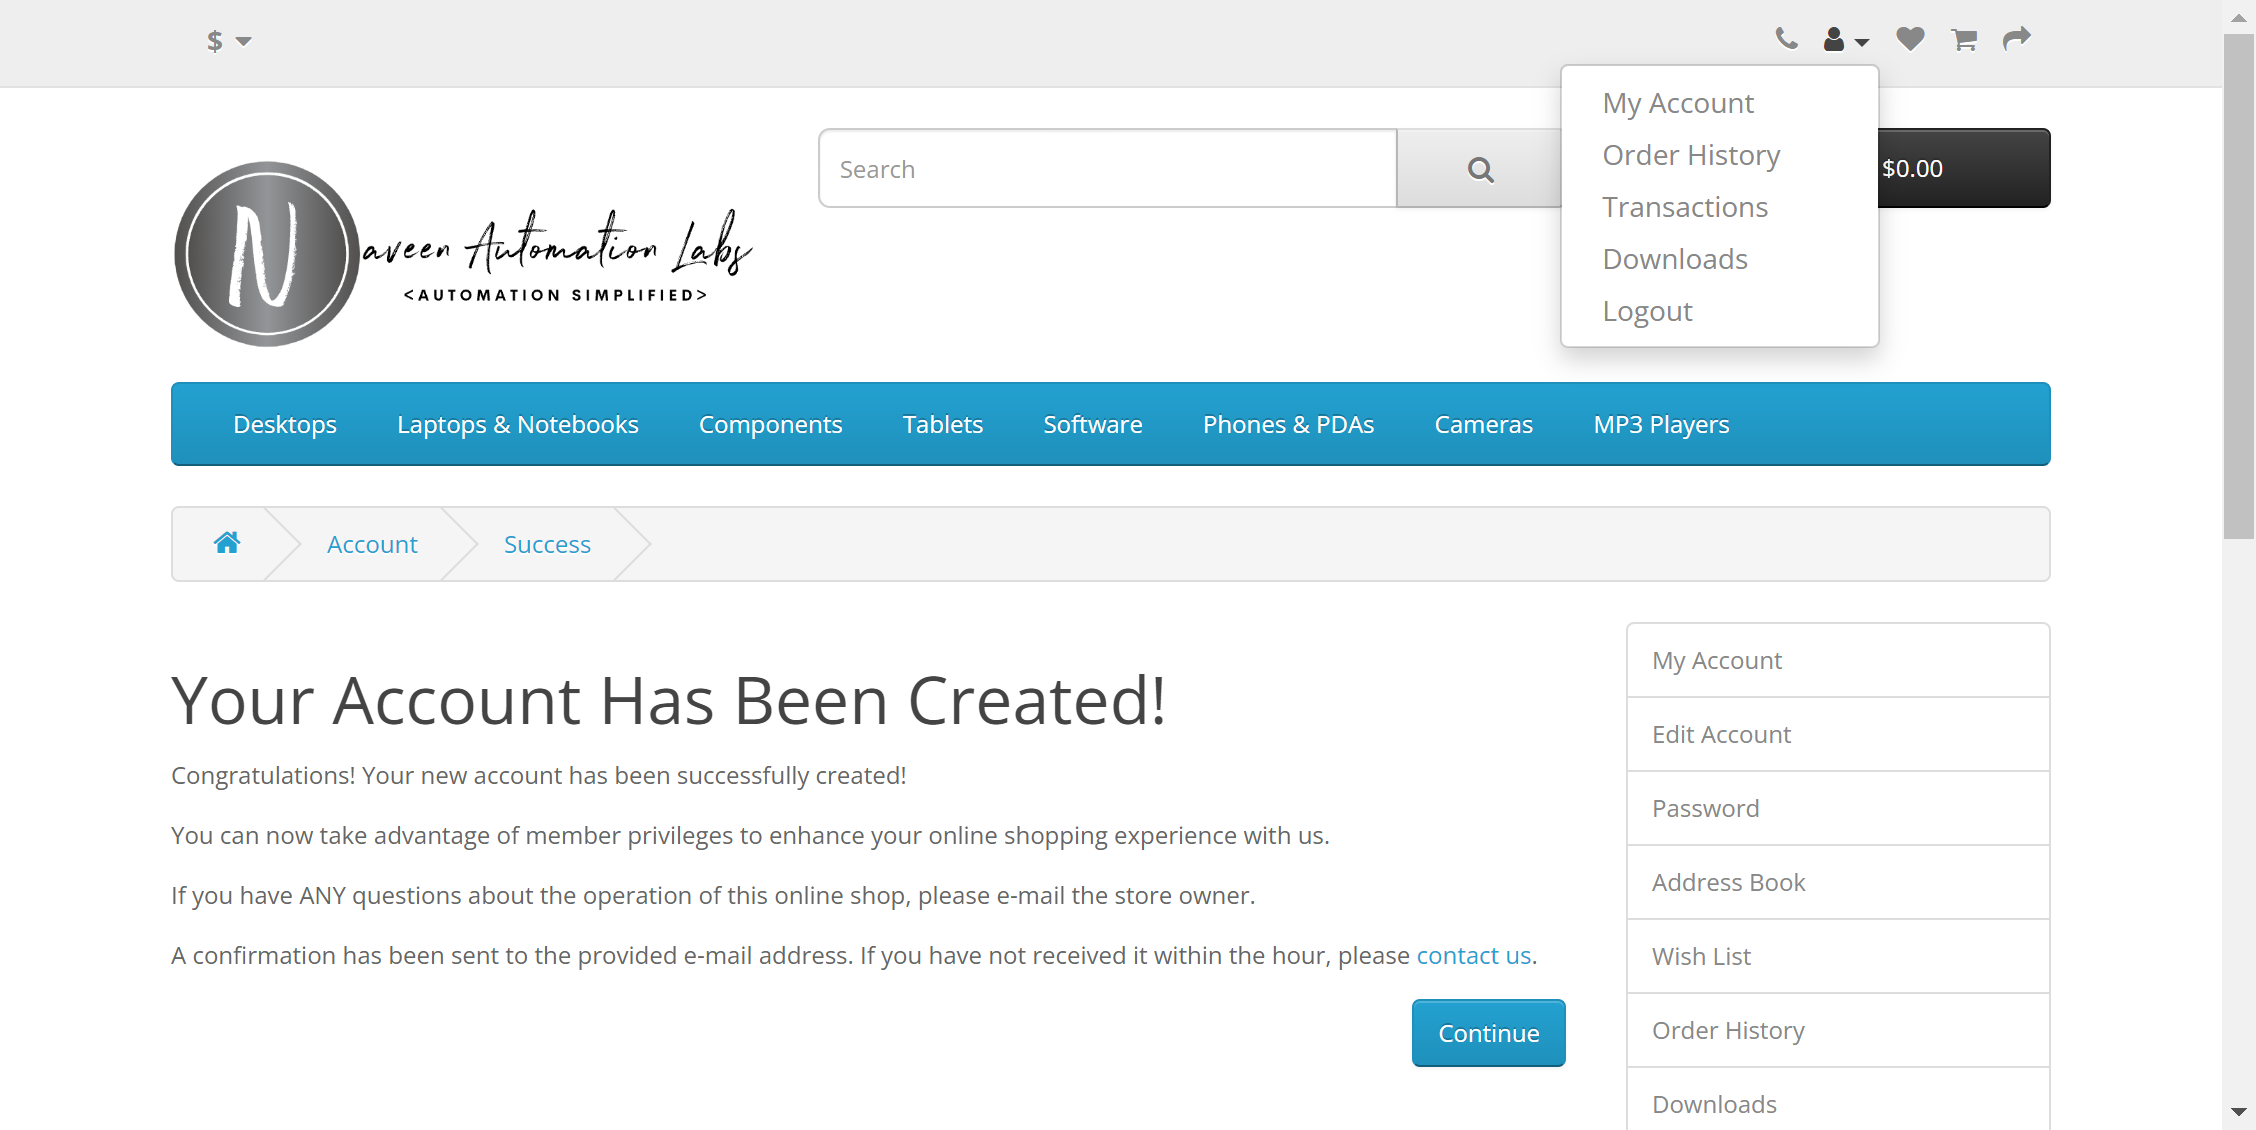 $
My Account
Order History
Transactions
Downloads
Logout
Search
$0.00
N
aveen Automation Labs
<AUTOMATION SIMPLIFIED>
Desktops
Laptops & Notebooks
Components
Tablets
Software
Phones & PDAs
Cameras
MP3 Players
Account
Success
Your Account Has Been Created!
Congratulations! Your new account has been successfully created!
You can now take advantage of member privileges to enhance your online shopping experience with us.
If you have ANY questions about the operation of this online shop, please e-mail the store owner.
A confirmation has been sent to the provided e-mail address. If you have not received it within the hour, please contact us.
Continue
My Account
Edit Account
Password
Address Book
Wish List
Order History
Downloads